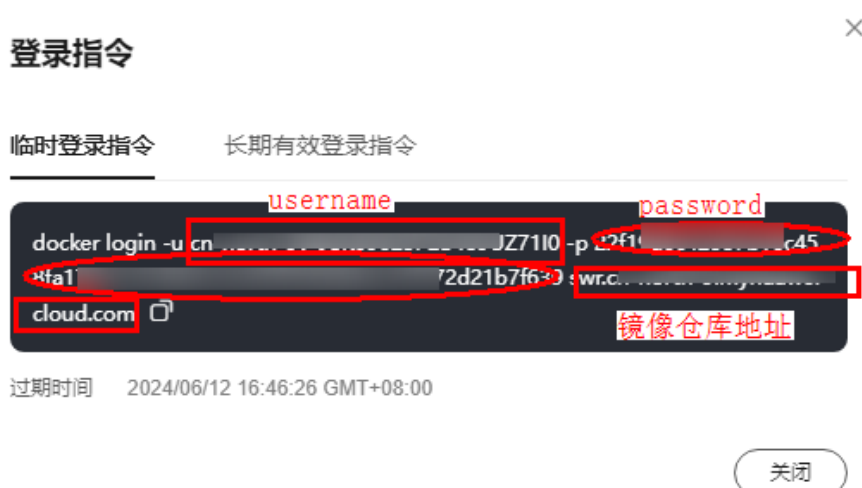 登录指令
临时登录指令 长期有效登录指令
username
password
docker login -u cn JZ71I0 -p c45
72d21b7f639
cloud.com
镜像仓库地址
过期时间 2024/06/12 16:46:26 GMT+08:00
关闭